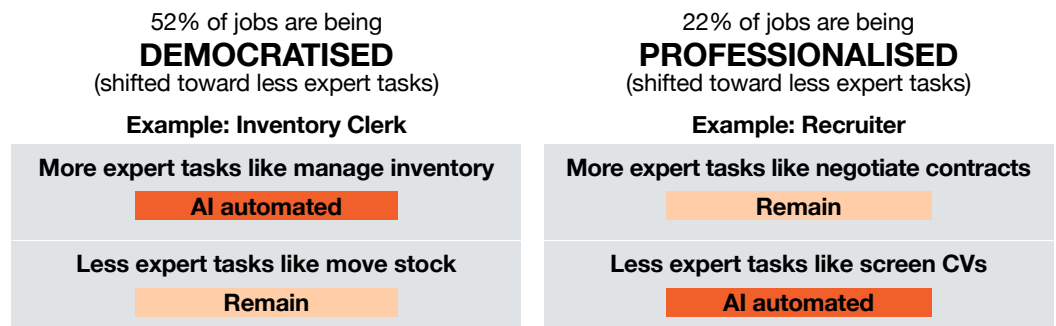 52% of jobs are being
DEMOCRATISED
(shifted toward less expert tasks)
Example: Inventory Clerk
More expert tasks like manage inventory
AI automated
Less expert tasks like move stock
Remain
22% of jobs are being
PROFESSIONALISED
(shifted toward less expert tasks)
Example: Recruiter
More expert tasks like negotiate contracts
Remain
Less expert tasks like screen CVs
AI automated